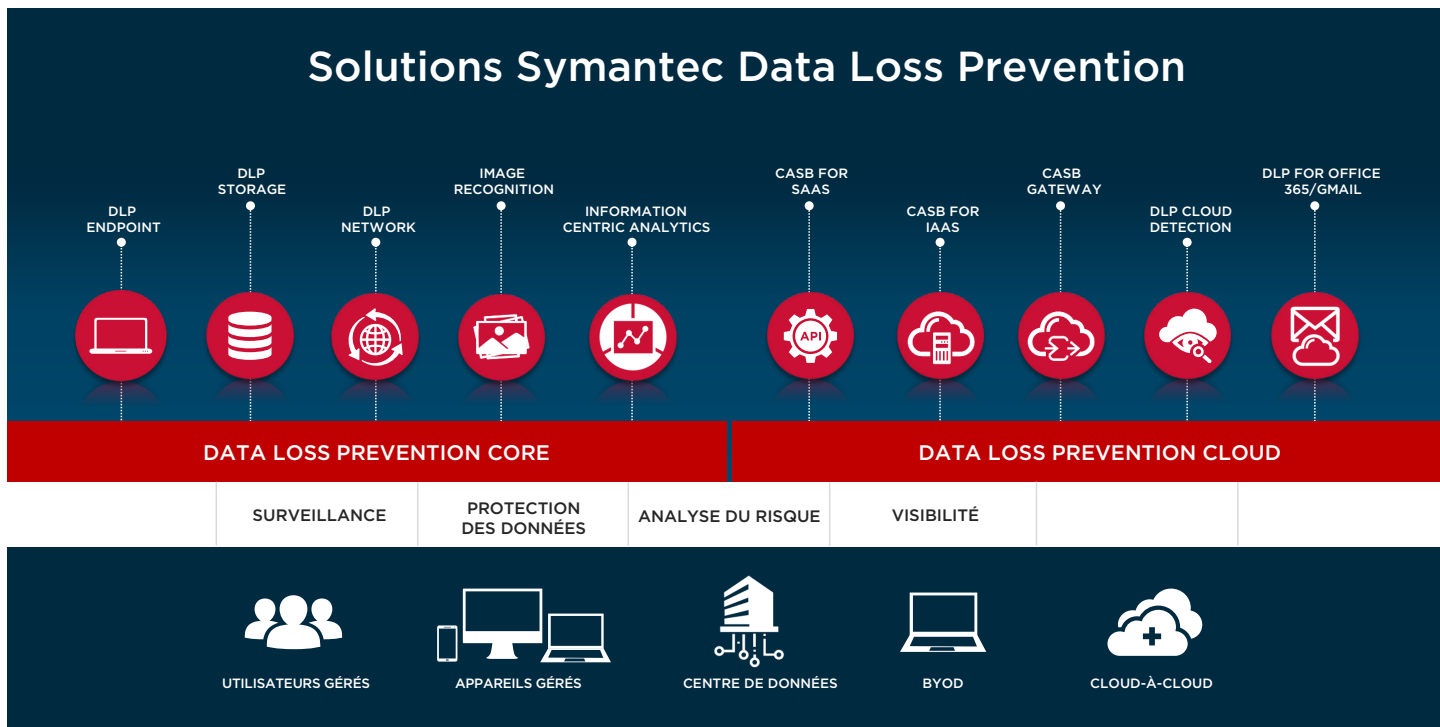 Solutions Symantec Data Loss Prevention
DLP
ENDPOINT
DLP
STORAGE
DLP
NETWORK
IMAGE
RECOGNITION
INFORMATION
CENTRIC ANALYTICS
CASB FOR
SAAS
CASB FOR
IAAS
CASB
GATEWAY
DLP CLOUD
DETECTION
DLP FOR OFFICE
365/GMAIL
API
DATA LOSS PREVENTION CORE
DATA LOSS PREVENTION CLOUD
SURVEILLANCE
PROTECTION
DES DONNÉES
ANALYSE DU RISQUE
VISIBILITÉ
UTILISATEURS GÉRÉS
APPAREILS GÉRÉS
CENTRE DE DONNÉES
BYOD
CLOUD-À-CLOUD